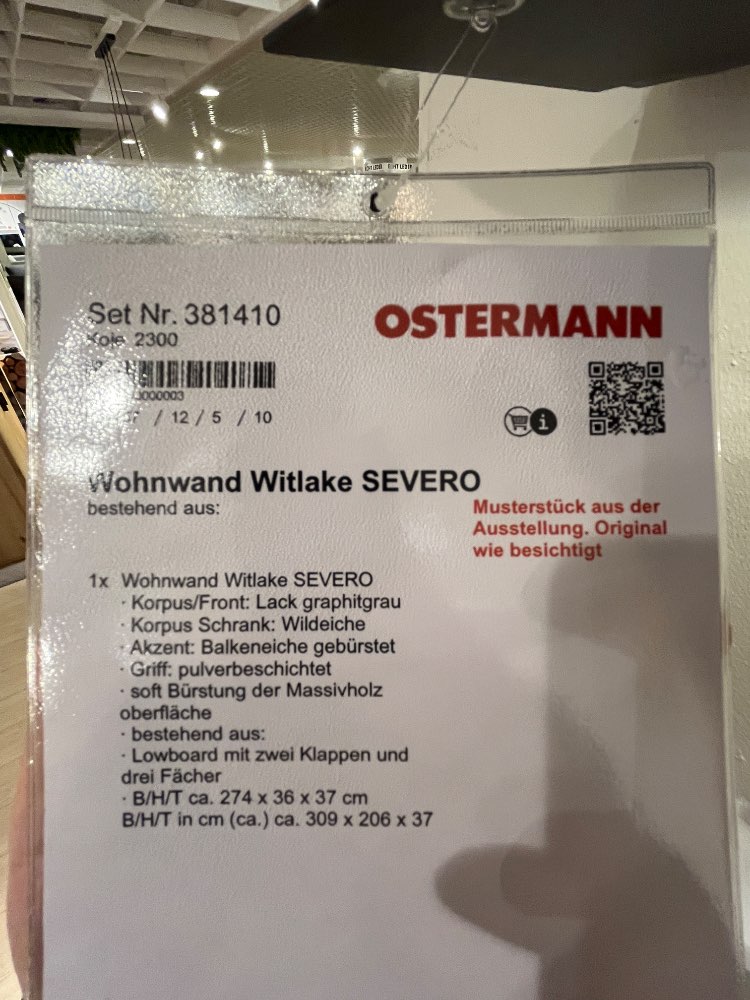 Set Nr. 381410
OSTERMANN
2300
0000003
/ 12 / 5 / 10
Wohnwand Witlake SEVERO
bestehend aus:
Musterstück aus der
Ausstellung. Original
wie besichtigt
1x Wohnwand Witlake SEVERO
· Korpus/Front: Lack graphitgrau
· Korpus Schrank: Wildeiche
· Akzent: Balkeneiche gebürstet
· Griff: pulverbeschichtet
· soft Bürstung der Massivholz
oberfläche
· bestehend aus:
· Lowboard mit zwei Klappen und
drei Fächer
· B/H/T ca. 274 x 36 x 37 cm
B/H/T in cm (ca.) ca. 309 x 206 x 37